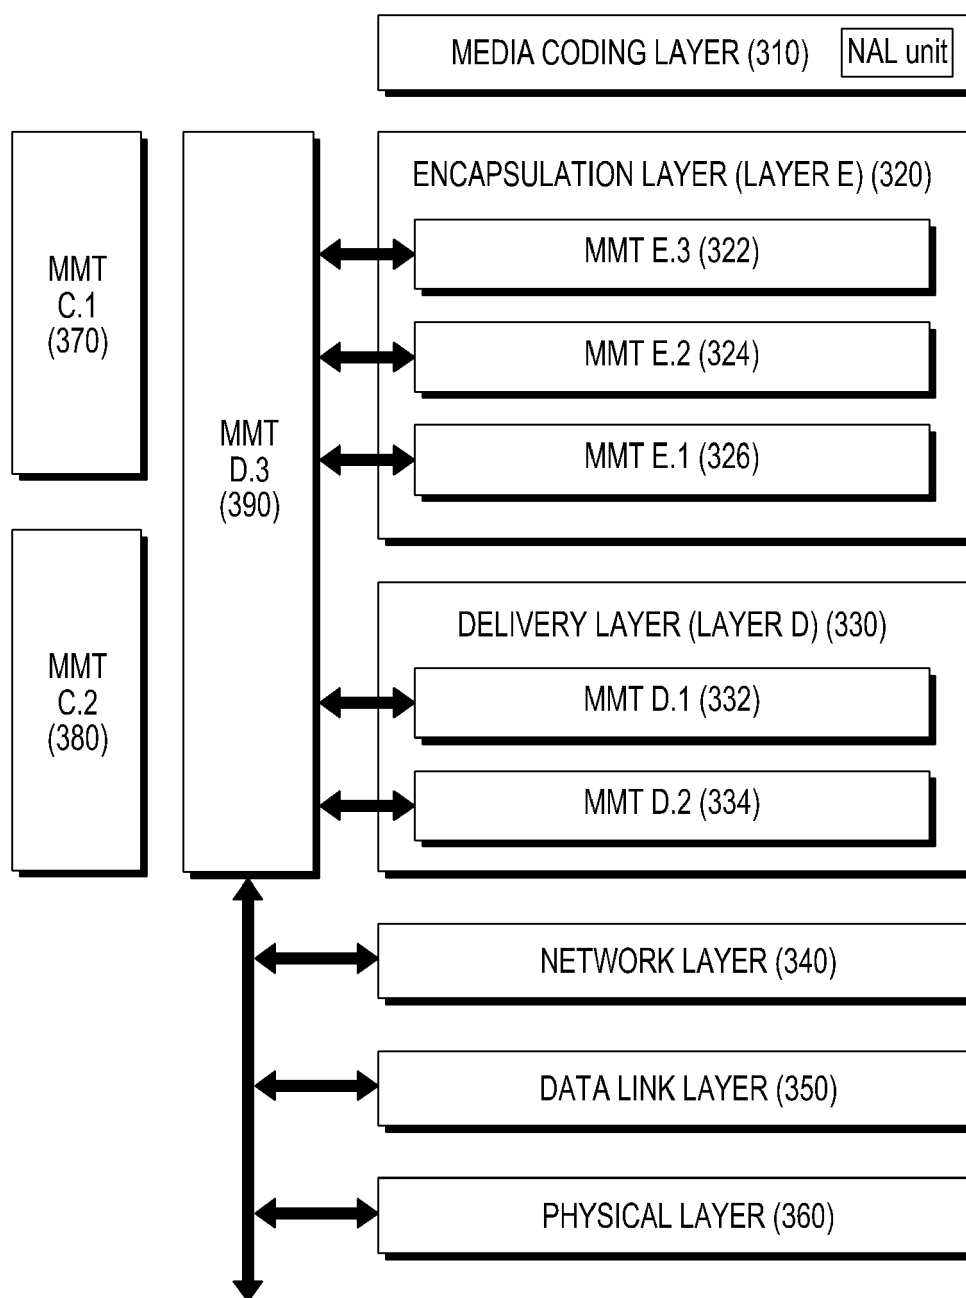 MEDIA CODING LAYER (310)
NAL unit
MMT
C.1
(370)
MMT
D.3
(390)
ENCAPSULATION LAYER (LAYER E) (320)
MMT E.3 (322)
MMT E.2 (324)
MMT E.1 (326)
MMT
C.2
(380)
DELIVERY LAYER (LAYER D) (330)
MMT D.1 (332)
MMT D.2 (334)
NETWORK LAYER (340)
DATA LINK LAYER (350)
PHYSICAL LAYER (360)